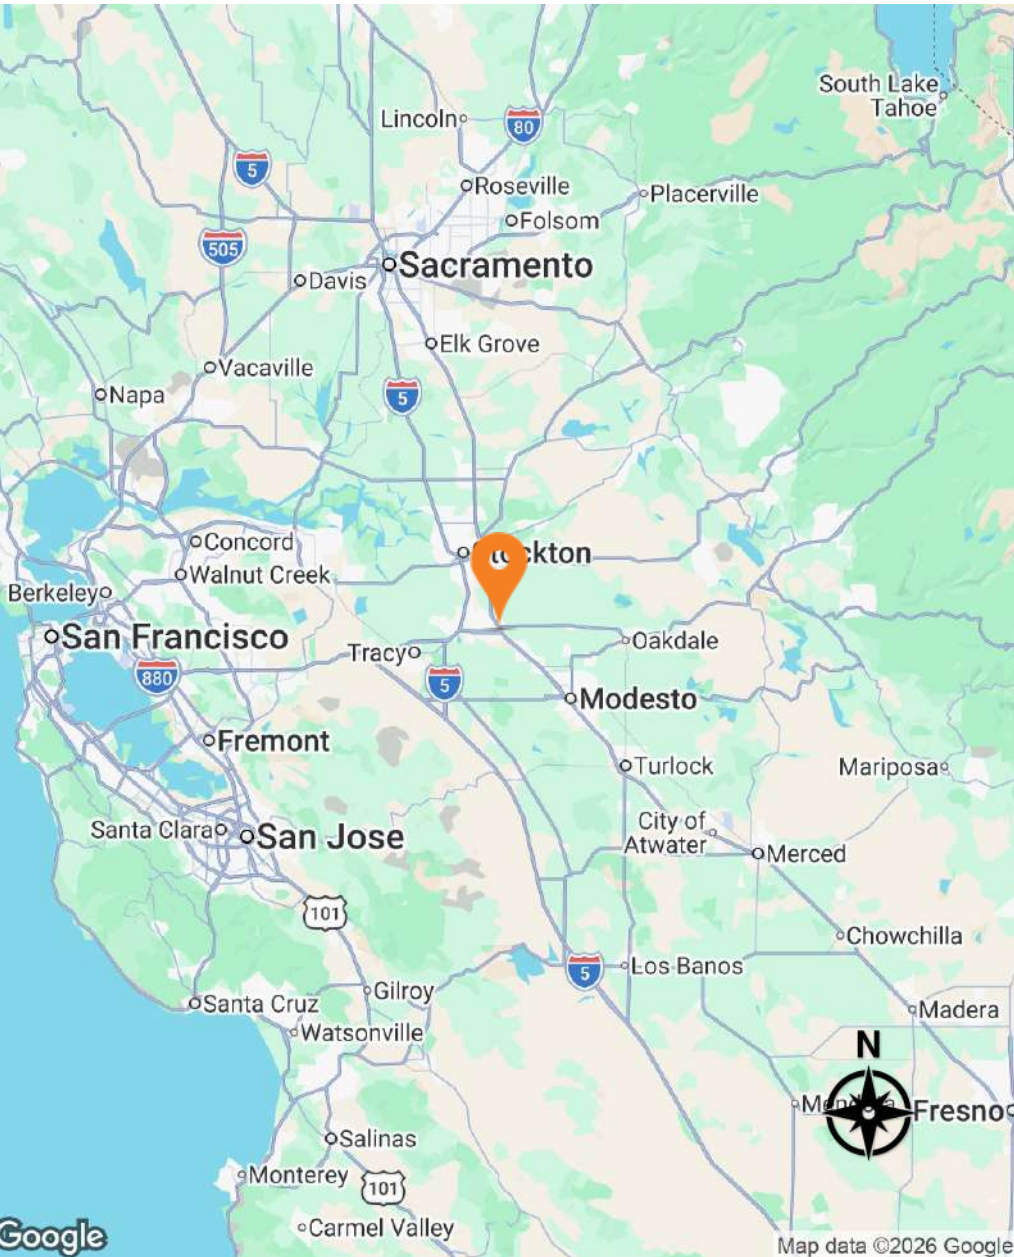 South Lake
Tahoe
Lincoln
80
5
Roseville
Placerville
Folsom
505
Sacramento
Davis
Elk Grove
Vacaville
5
Napa
Concord
Stockton
Walnut Creek
Berkeley
San Francisco
Oakdale
Tracy
880
5
Modesto
Fremont
Turlock
Mariposa
City of
Atwater
Santa Clara
San Jose
Merced
101
Chowchilla
Los Banos
5
Gilroy
Santa Cruz
Madera
Watsonville
N
Fresno
Salinas
Monterey
101
Carmel Valley
Google
Map data ©2026 Google